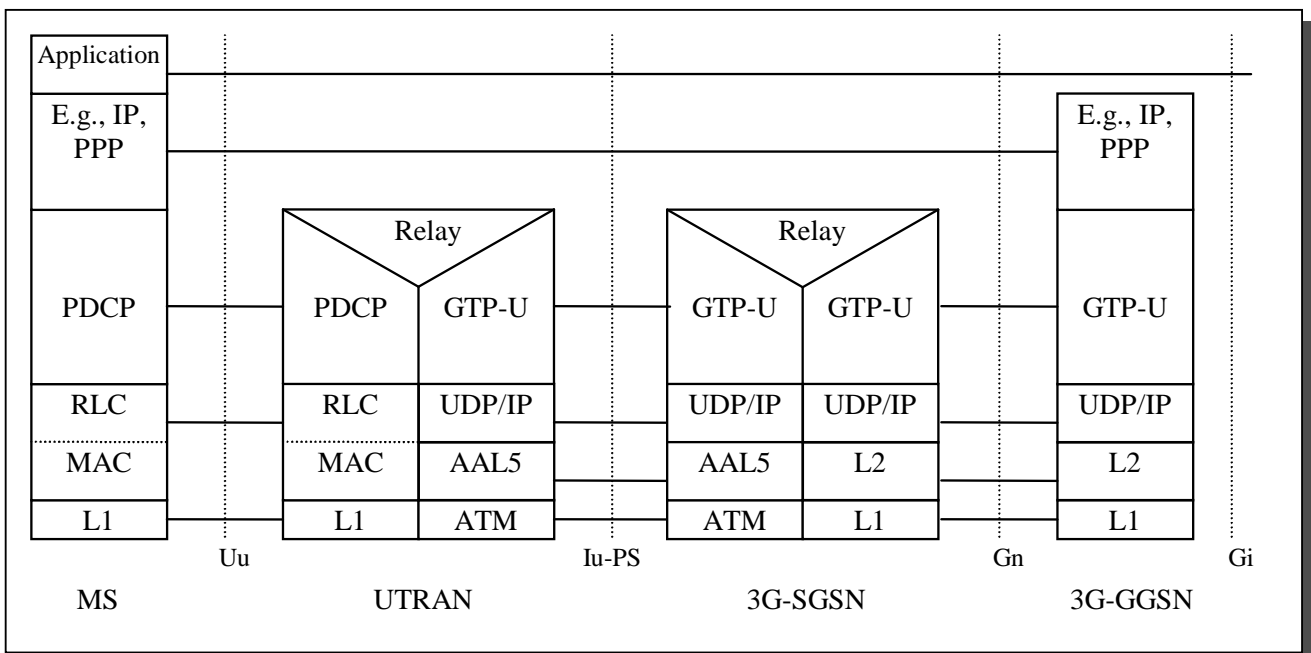 Application
E.g., IP,
PPP
E.g., IP,
PPP
Relay
Relay
PDCP
PDCP
GTP-U
GTP-U
GTP-U
GTP-U
RLC
RLC
UDP/IP
UDP/IP
UDP/IP
UDP/IP
MAC
MAC
AAL5
AAL5
L2
L2
L1
L1
ATM
ATM
L1
L1
Uu
Iu-PS
Gn
Gi
MS
UTRAN
3G-SGSN
3G-GGSN